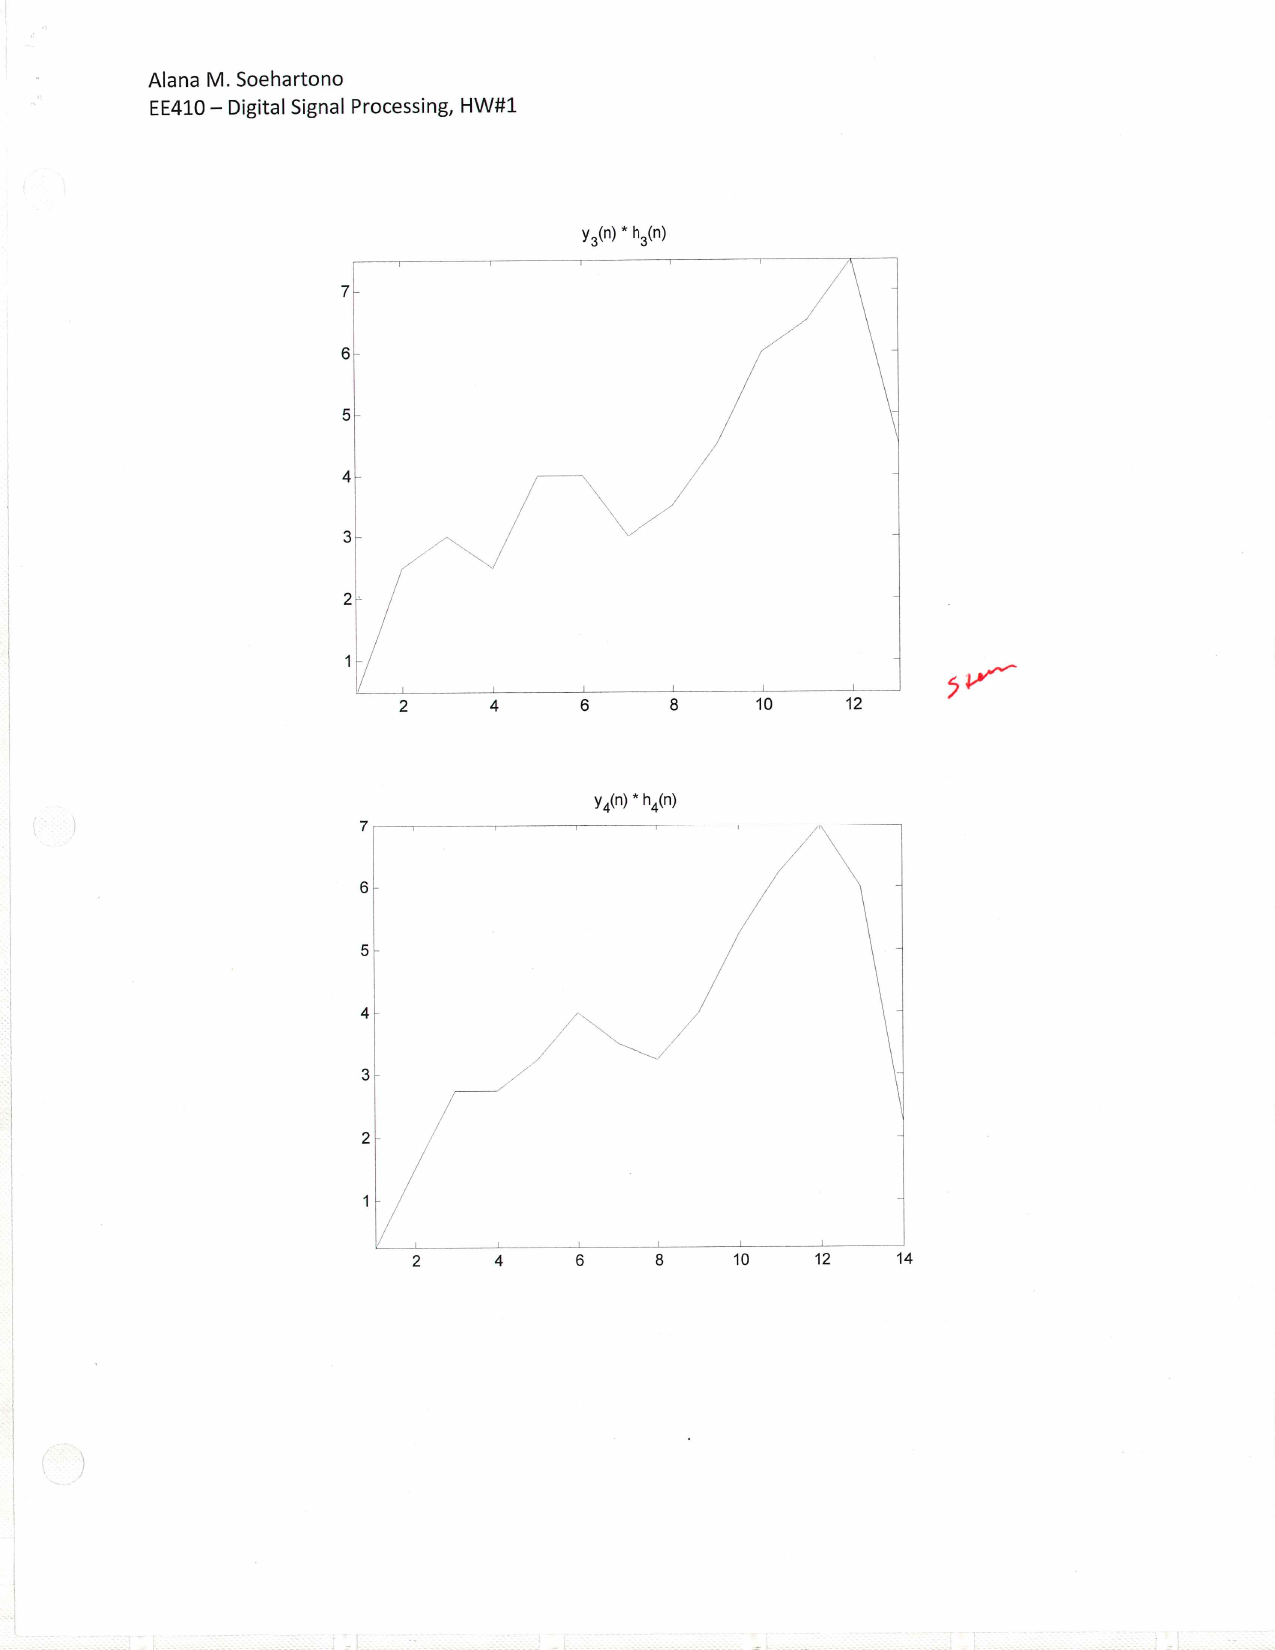 Alana M. Soehartono
EE410 – Digital Signal Processing, HW#1
y3(n) * h3(n)
7
6
5
4
3
2
1
2 4 6 8 10 12
Stem
y4(n) * h4(n)
7
6
5
4
3
2
1
2 4 6 8 10 12 14